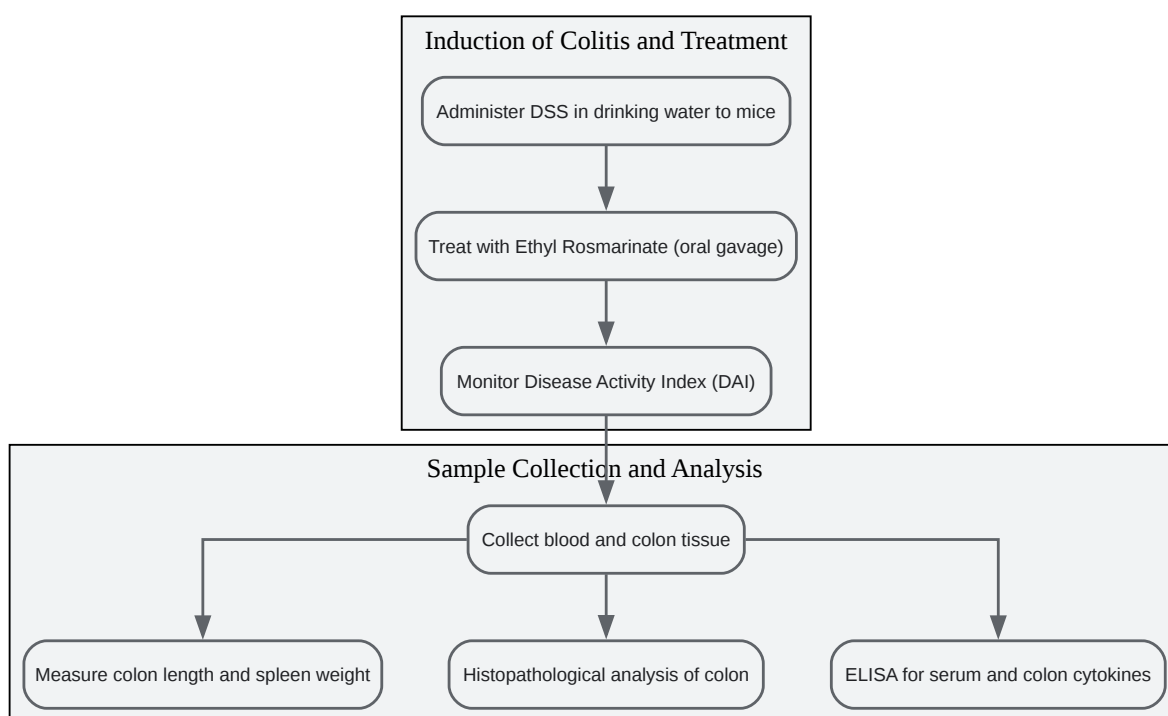 Induction of Colitis and Treatment
Administer DSS in drinking water to mice
Treat with Ethyl Rosmarinate (oral gavage)
Monitor Disease Activity Index (DAI)
Sample Collection and Analysis
Collect blood and colon tissue
Measure colon length and spleen weight
Histopathological analysis of colon
ELISA for serum and colon cytokines